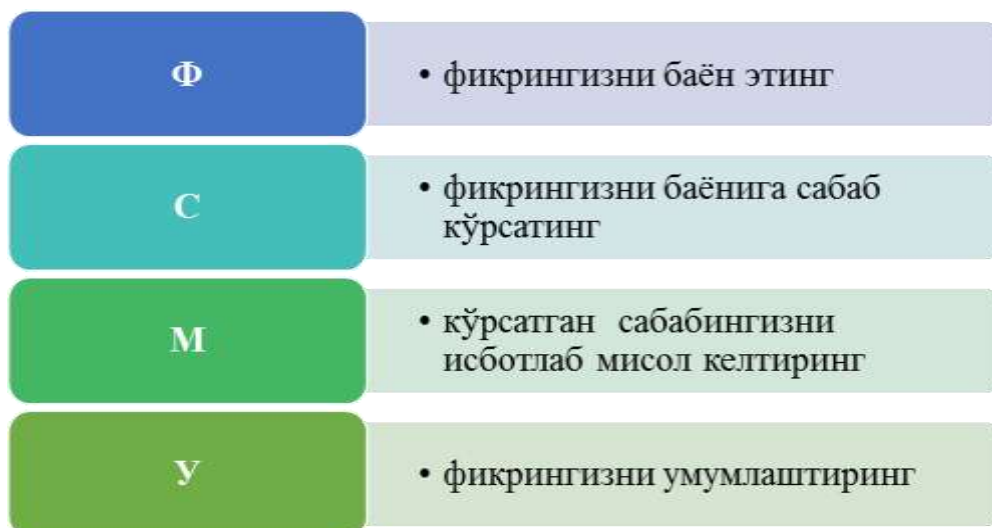 Ф
• фикрингизни баён этинг
С
• фикрингизни баёнига сабаб
кўрсатинг
М
• кўрсатган сабабингизни
исботлаб мисол келтиринг
У
• фикрингизни умумлаштиринг